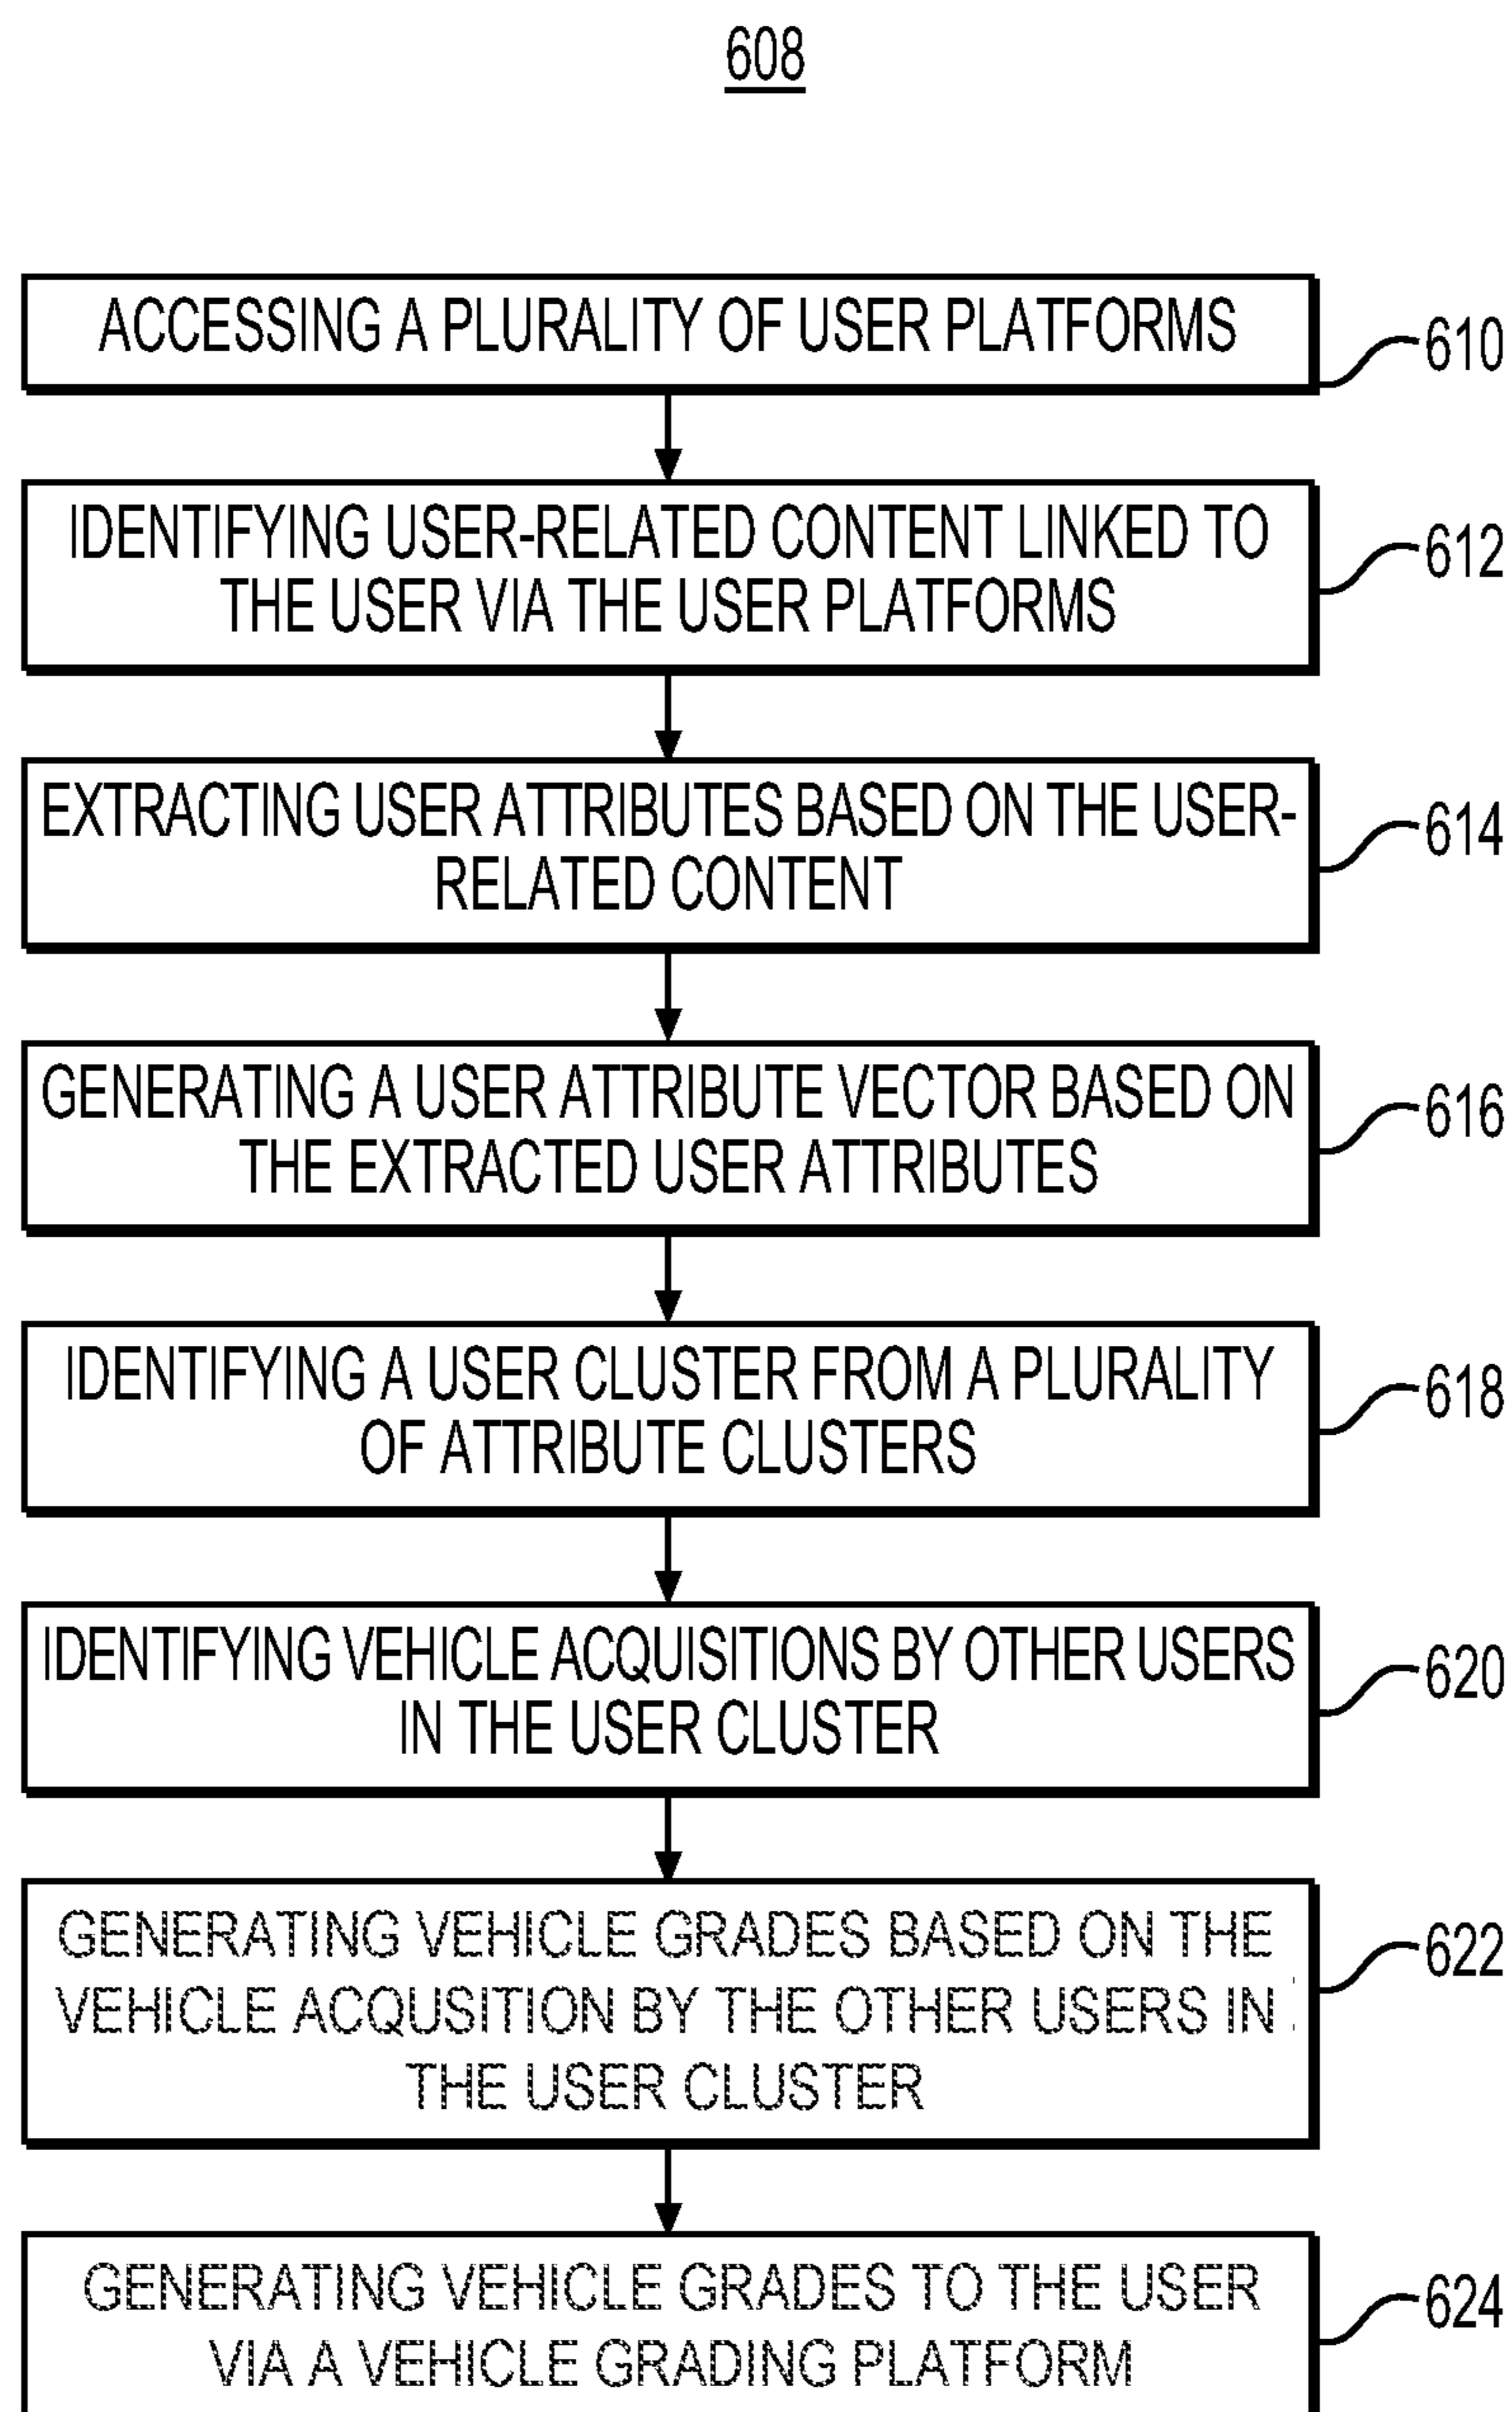 608
ACCESSING A PLURALITY OF USER PLATFORMS
610
IDENTIFYING USER-RELATED CONTENT LINKED TO
THE USER VIA THE USER PLATFORMS
612
EXTRACTING USER ATTRIBUTES BASED ON THE USER-
RELATED CONTENT
614
GENERATING A USER ATTRIBUTE VECTOR BASED ON
THE EXTRACTED USER ATTRIBUTES
616
IDENTIFYING A USER CLUSTER FROM A PLURALITY
OF ATTRIBUTE CLUSTERS
618
IDENTIFYING VEHICLE ACQUISITIONS BY OTHER USERS
IN THE USER CLUSTER
620
GENERATING VEHICLE GRADES BASED ON THE
VEHICLE ACQUSITION BY THE OTHER USERS IN
THE USER CLUSTER
622
GENERATING VEHICLE GRADES TO THE USER
VIA A VEHICLE GRADING PLATFORM
624